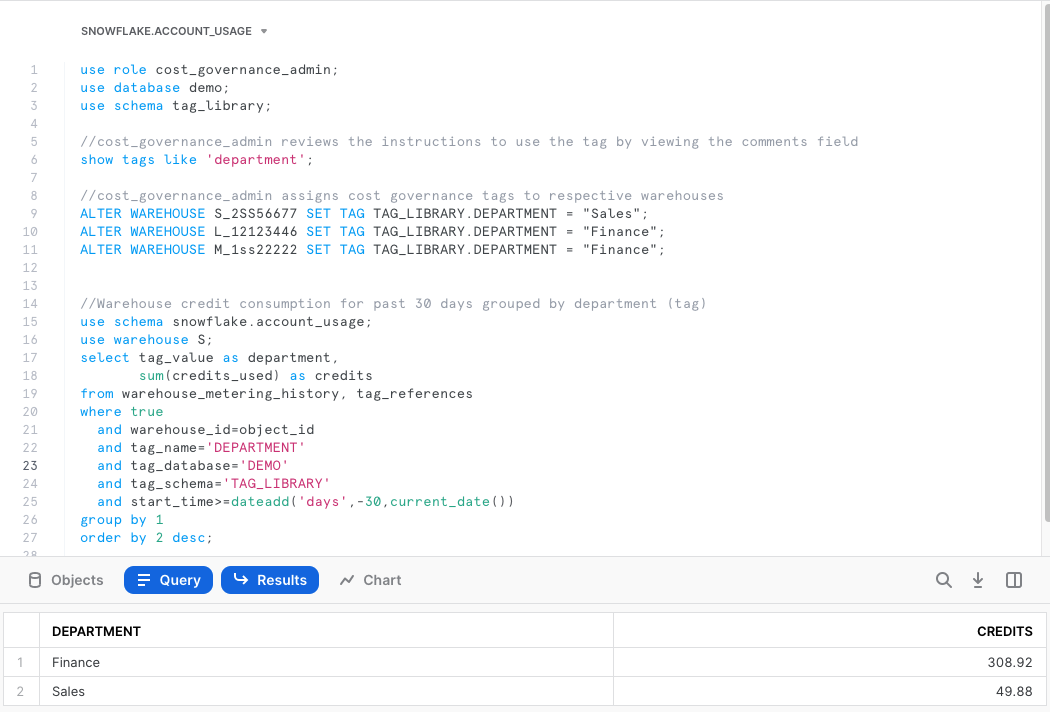 SNOWFLAKE.ACCOUNT_USAGE
1 use role cost_governance_admin;
2 use database demo;
3 use schema tag_library;
4
5 //cost_governance_admin reviews the instructions to use the tag by viewing the comments field
6 show tags like 'department';
7
8 //cost_governance_admin assigns cost governance tags to respective warehouses
9 ALTER WAREHOUSE S_2SS56677 SET TAG TAG_LIBRARY.DEPARTMENT = "Sales";
10 ALTER WAREHOUSE L_12123446 SET TAG TAG_LIBRARY.DEPARTMENT = "Finance";
11 ALTER WAREHOUSE M_1ss22222 SET TAG TAG_LIBRARY.DEPARTMENT = "Finance";
12
13
14 //Warehouse credit consumption for past 30 days grouped by department (tag)
15 use schema snowflake.account_usage;
16 use warehouse S;
17 select tag_value as department,
18 sum(credits_used) as credits
19 from warehouse_metering_history, tag_references
20 where true
21 and warehouse_id=object_id
22 and tag_name='DEPARTMENT'
23 and tag_database='DEMO'
24 and tag_schema='TAG_LIBRARY'
25 and start_time>=dateadd('days',-30,current_date())
26 group by 1
27 order by 2 desc;
28
Objects Query Results Chart
DEPARTMENT CREDITS
1 Finance 308.92
2 Sales 49.88